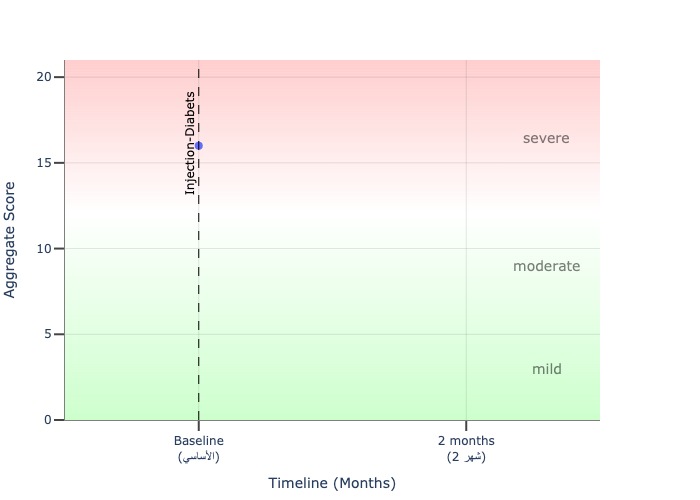 20
severe
Injection-Diabets
15
Aggregate Score
10
moderate
5
mild
0
Baseline
(الأساسي)
2 months
(2 شهر)
Timeline (Months)